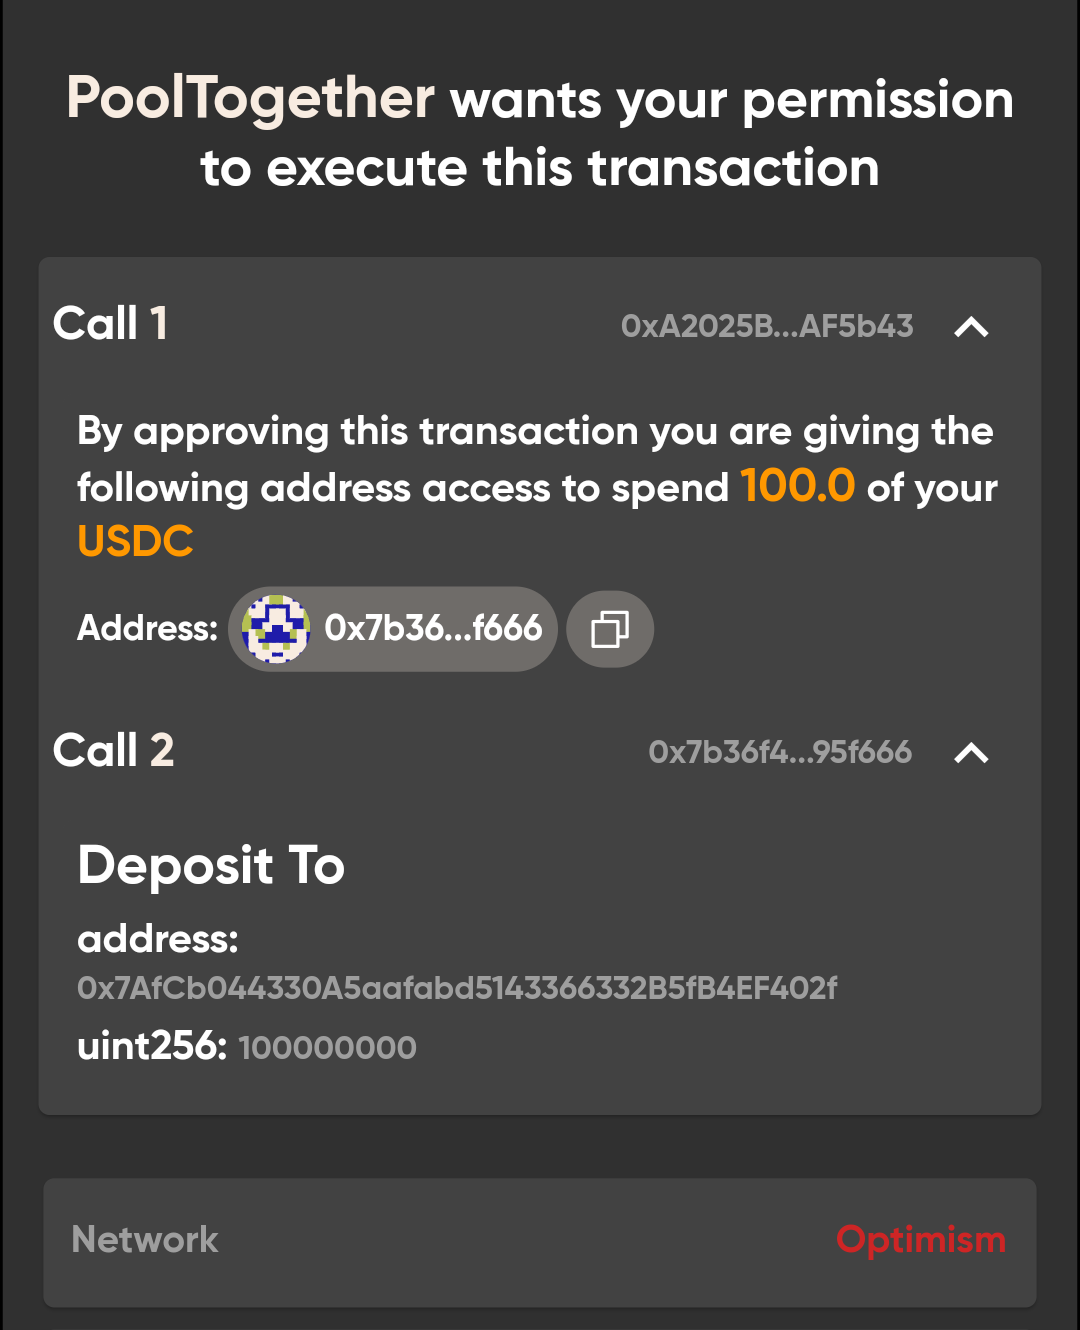 PoolTogether wants your permission
to execute this transaction
Call 1
0xA2025B...AF5b43
By approving this transaction you are giving the
following address access to spend 100.0 of your
USDC
Address: 0x7b36...f666
Call 2
0x7b36f4...95f666
Deposit To
address:
0x7AfCb044330A5aafabd5143366332B5fB4EF402f
uint256: 100000000
Network
Optimism